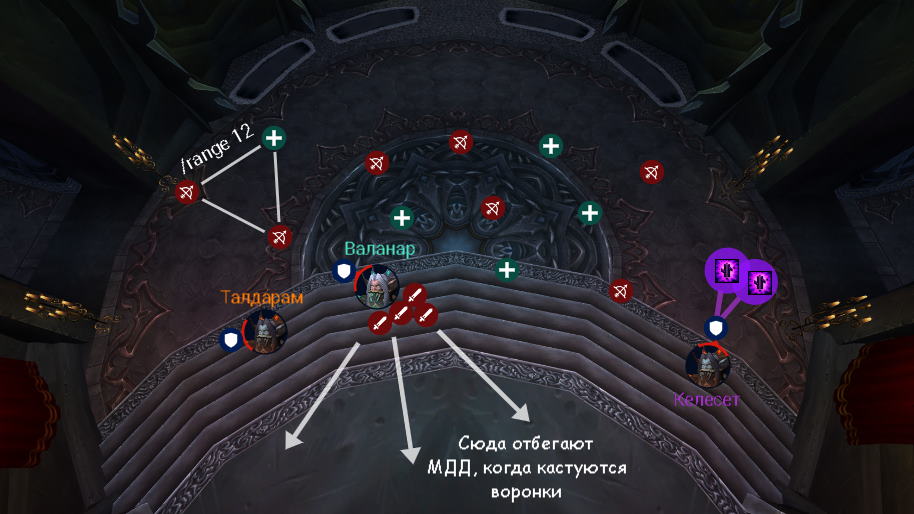 /range 12
Валанар
Талдарам
Келесет
Сюда отбегают
МДД, когда кастуются
воронки